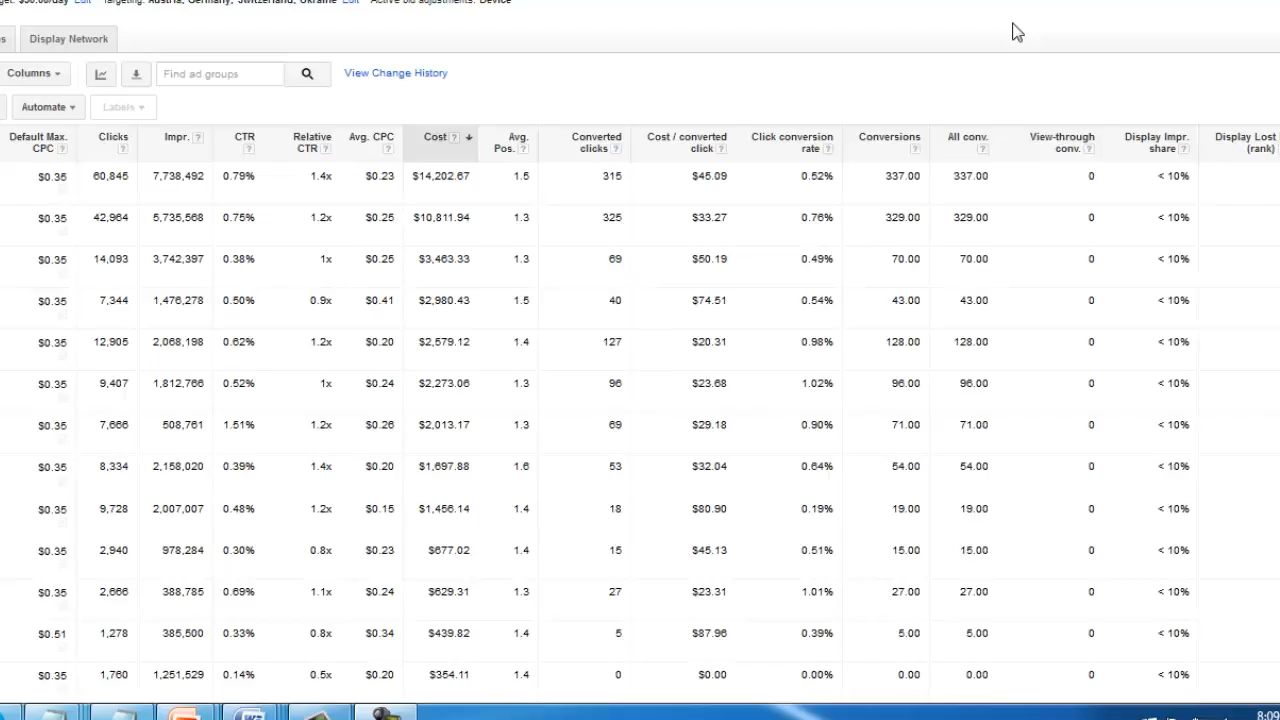 get: $50.00/day Edit Targeting: Austria, Germany, Switzerland, Ukraine Edit Active bid adjustments: Device
s Display Network
Columns Find ad groups View Change History
Automate Labels
Default Max. CPC ? Clicks ? Impr. ? CTR ? Relative CTR ? Avg. CPC ? Cost ? Avg. Pos. ? Converted clicks ? Cost / converted click ? Click conversion rate ? Conversions ? All conv. ? View-through conv. ? Display Impr. share ? Display Lost (rank)
$0.35 60,845 7,738,492 0.79% 1.4x $0.23 $14,202.67 1.5 315 $45.09 0.52% 337.00 337.00 0 < 10%
$0.35 42,964 5,735,568 0.75% 1.2x $0.25 $10,811.94 1.3 325 $33.27 0.76% 329.00 329.00 0 < 10%
$0.35 14,093 3,742,397 0.38% 1x $0.25 $3,463.33 1.3 69 $50.19 0.49% 70.00 70.00 0 < 10%
$0.35 7,344 1,476,278 0.50% 0.9x $0.41 $2,980.43 1.5 40 $74.51 0.54% 43.00 43.00 0 < 10%
$0.35 12,905 2,068,198 0.62% 1.2x $0.20 $2,579.12 1.4 127 $20.31 0.98% 128.00 128.00 0 < 10%
$0.35 9,407 1,812,766 0.52% 1x $0.24 $2,273.06 1.3 96 $23.68 1.02% 96.00 96.00 0 < 10%
$0.35 7,666 508,761 1.51% 1.2x $0.26 $2,013.17 1.3 69 $29.18 0.90% 71.00 71.00 0 < 10%
$0.35 8,334 2,158,020 0.39% 1.4x $0.20 $1,697.88 1.6 53 $32.04 0.64% 54.00 54.00 0 < 10%
$0.35 9,728 2,007,007 0.48% 1.2x $0.15 $1,456.14 1.4 18 $80.90 0.19% 19.00 19.00 0 < 10%
$0.35 2,940 978,284 0.30% 0.8x $0.23 $677.02 1.4 15 $45.13 0.51% 15.00 15.00 0 < 10%
$0.35 2,666 388,785 0.69% 1.1x $0.24 $629.31 1.3 27 $23.31 1.01% 27.00 27.00 0 < 10%
$0.51 1,278 385,500 0.33% 0.8x $0.34 $439.82 1.4 5 $87.96 0.39% 5.00 5.00 0 < 10%
$0.35 1,760 1,251,529 0.14% 0.5x $0.20 $354.11 1.4 0 $0.00 0.00% 0.00 0.00 0 < 10%